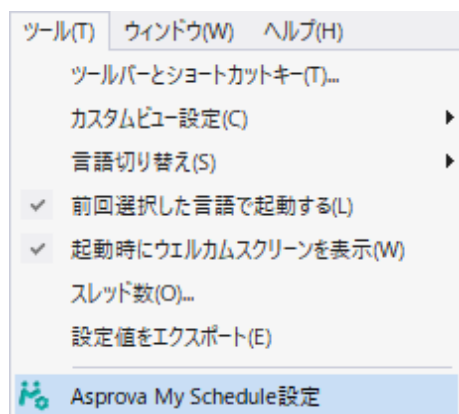 ツール(T) ウィンドウ(W) ヘルプ(H)
ツールバーとショートカットキー(T)...
カスタムビュー設定(C)
言語切り替え(S)
前回選択した言語で起動する(L)
起動時にウエルカムスクリーンを表示(W)
スレッド数(O)...
設定値をエクスポート(E)
Asprova My Schedule設定